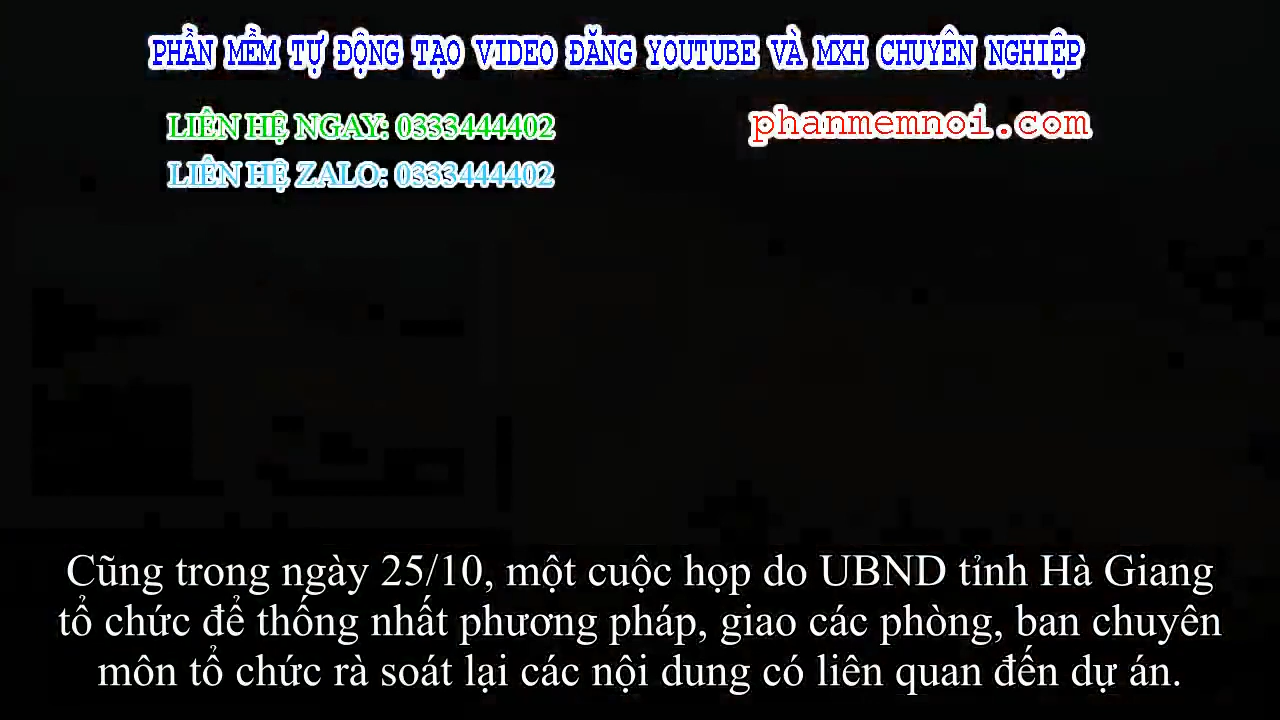 PHẦN MỀM TỰ ĐỘNG TẠO VIDEO ĐĂNG YOUTUBE VÀ MXH CHUYÊN NGHIỆP
LIÊN HỆ NGAY: 0333444402
phanmemnoi.com
LIÊN HỆ ZALO: 0333444402
Cũng trong ngày 25/10, một cuộc họp do UBND tỉnh Hà Giang
tổ chức để thống nhất phương pháp, giao các phòng, ban chuyên
môn tổ chức rà soát lại các nội dung có liên quan đến dự án.